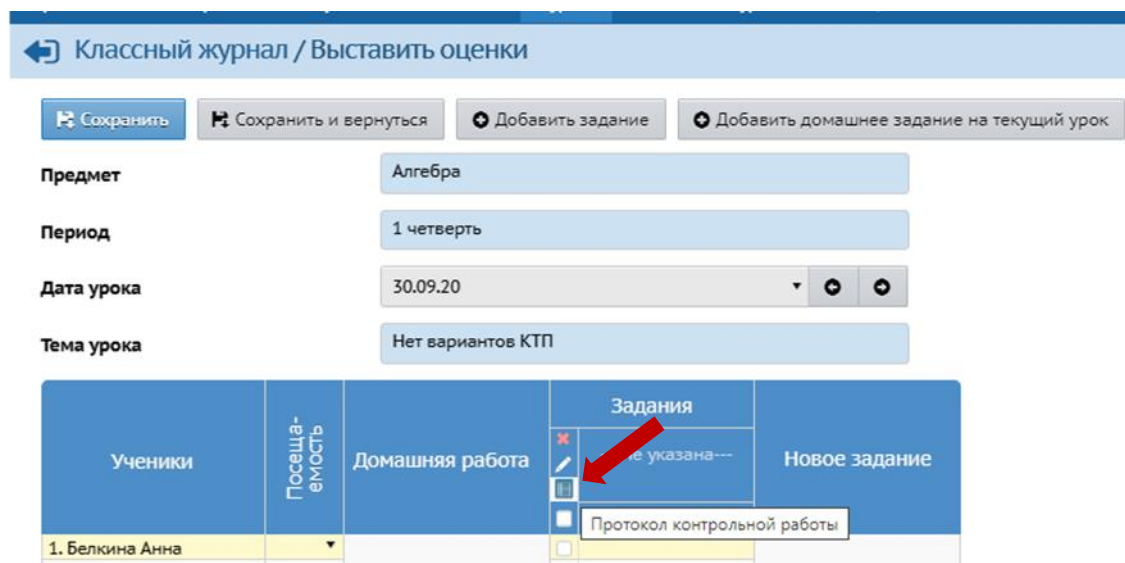 Классный журнал / Выставить оценки
Сохранить
Сохранить и вернуться
Добавить задание
Добавить домашнее задание на текущий урок
Предмет
Алгебра
Период
1 четверть
Дата урока
30.09.20
Тема урока
Нет вариантов КТП
Ученики
Посеща-
емость
Домашняя работа
Задания
указана---
Новое задание
Протокол контрольной работы
1. Белкина Анна